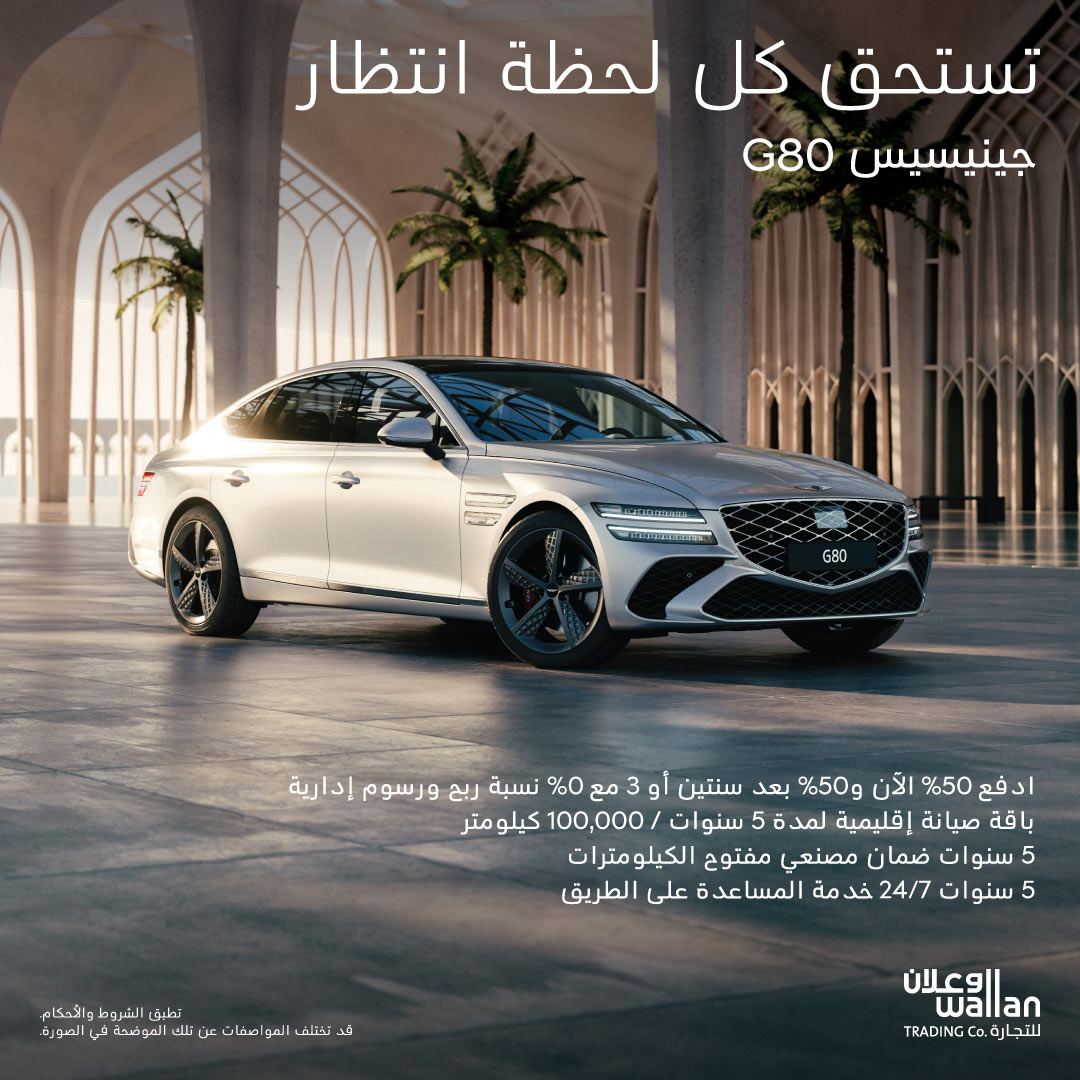 تستحق كل لحظة انتظار
جينيسيس G80
G80
ادفع 50% الآن و50% بعد سنتين أو 3 مع 0% نسبة ربح ورسوم إدارية
باقة صيانة إقليمية لمدة 5 سنوات / 100,000 كيلومتر
5 سنوات ضمان مصنعي مفتوح الكيلومترات
5 سنوات 24/7 خدمة المساعدة على الطريق
الوعلان
wallan
TRADING Co. للتجارة
تطبق الشروط والأحكام.
قد تختلف المواصفات عن تلك الموضحة في الصورة.